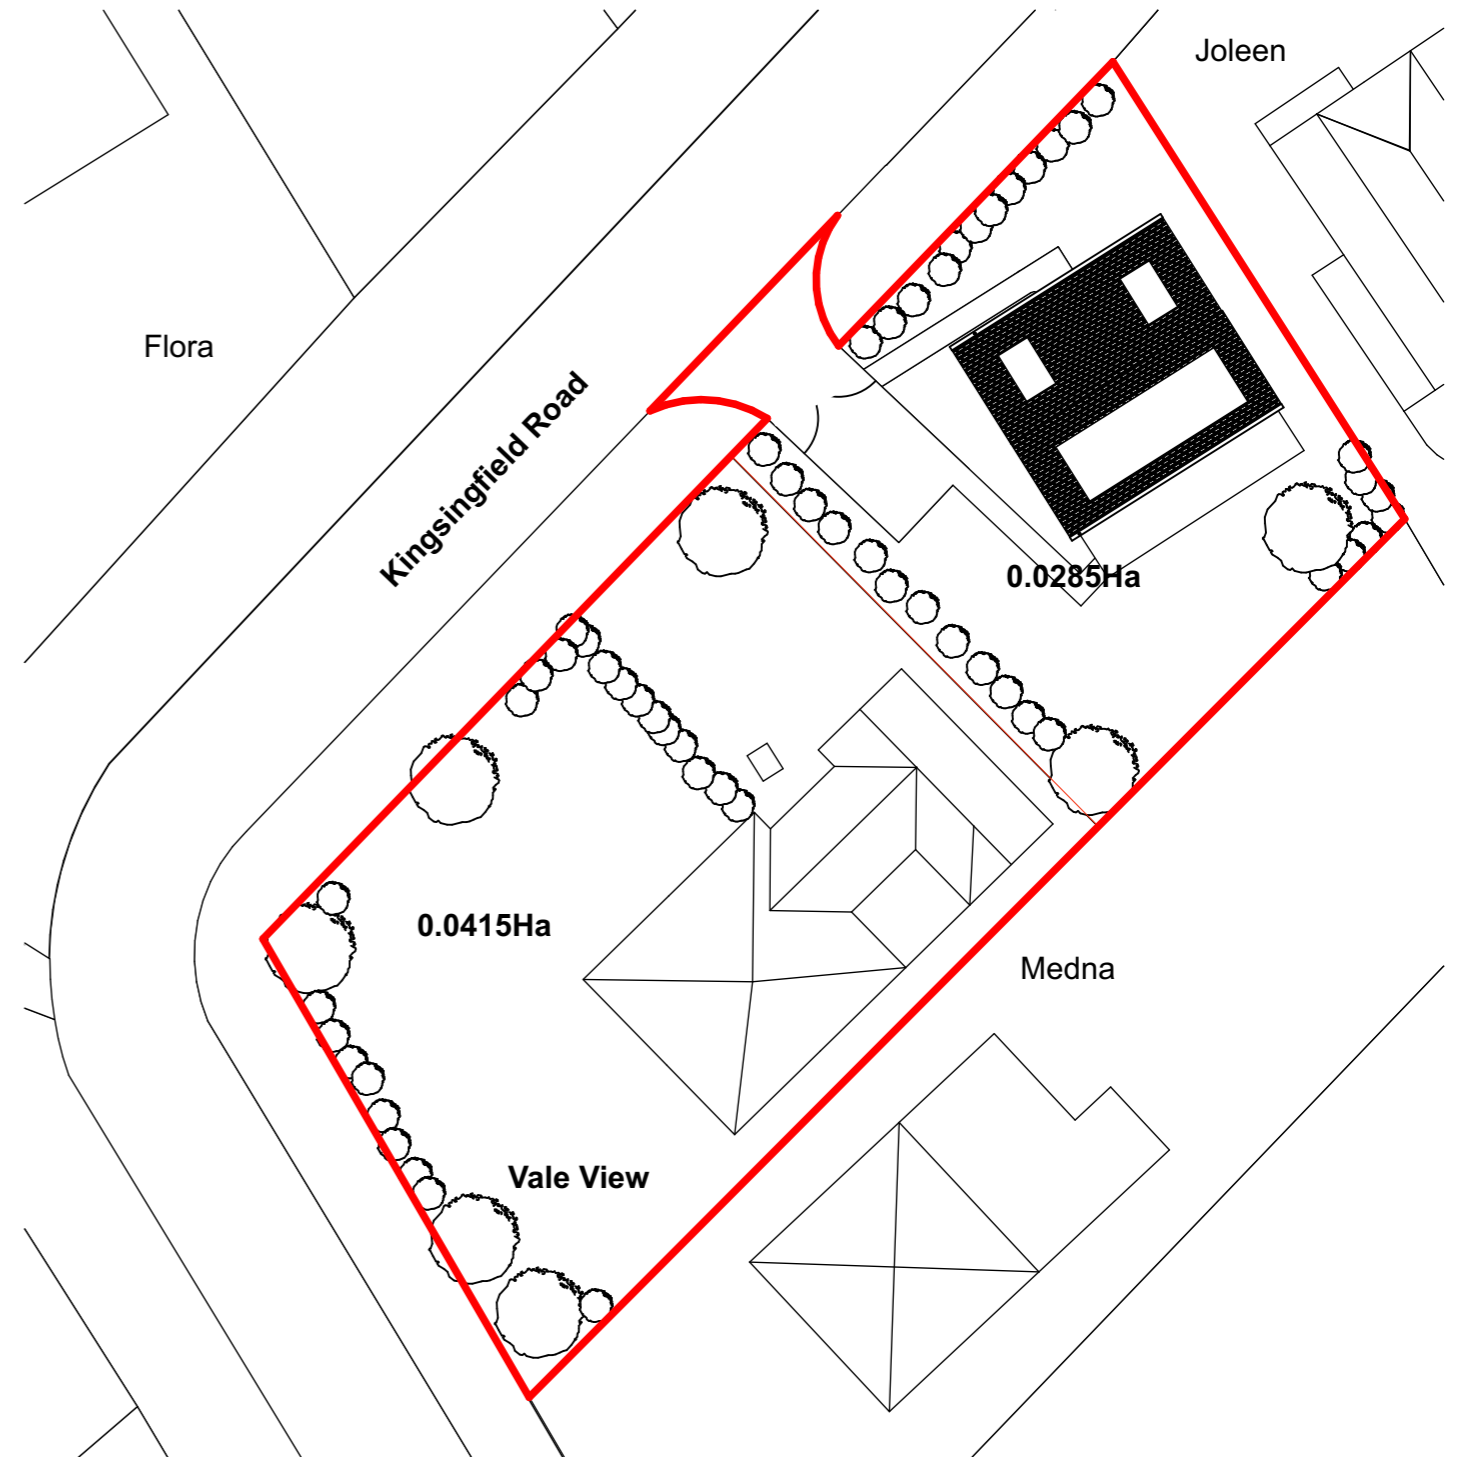 Joleen
Flora
Kingsingfield Road
0.0285Ha
0.0415Ha
Medna
Vale View